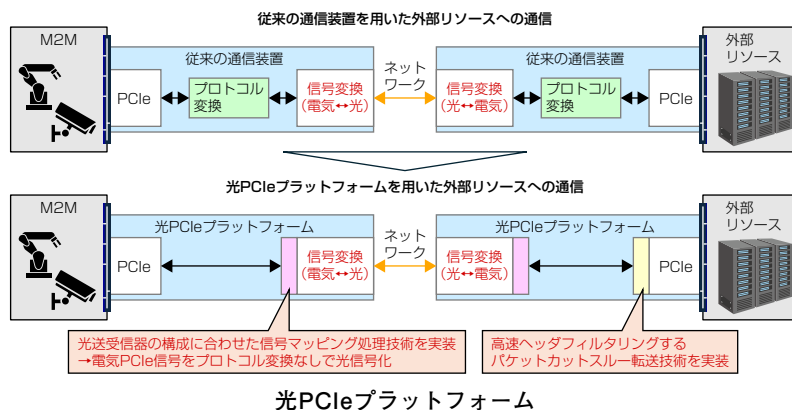 従来の通信装置を用いた外部リソースへの通信
M2M
従来の通信装置
PCIe
プロトコル
変換
信号変換
(電気↔光)
ネット
ワーク
従来の通信装置
信号変換
(光↔電気)
プロトコル
変換
PCIe
外部
リソース
光PCIeプラットフォームを用いた外部リソースへの通信
M2M
光PCIeプラットフォーム
PCIe
信号変換
(電気↔光)
ネット
ワーク
光PCIeプラットフォーム
信号変換
(光↔電気)
PCIe
外部
リソース
光送受信器の構成に合わせた信号マッピング処理技術を実装
→電気PCIe信号をプロトコル変換なしで光信号化
高速ヘッダフィルタリングする
パケットカットスルー転送技術を実装
光PCIeプラットフォーム